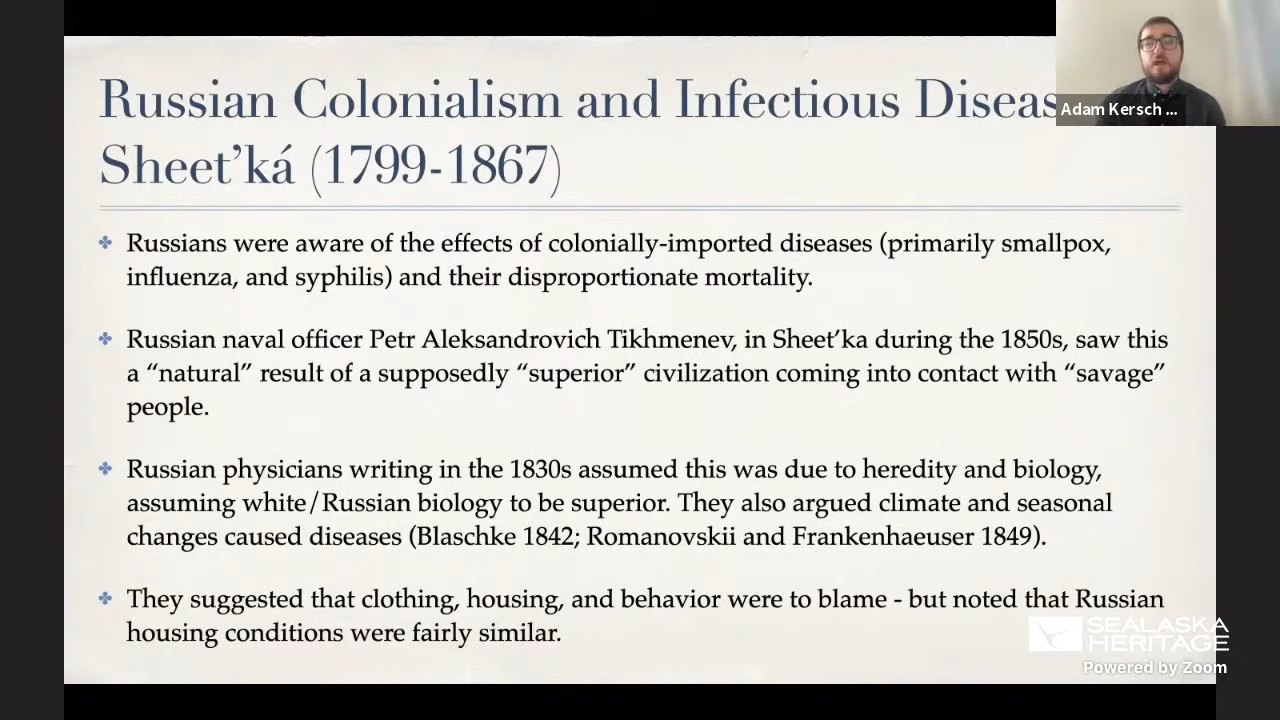 Russian Colonialism and Infectious Diseas
Sheet’ká (1799-1867)
Adam Kersch ...
Russians were aware of the effects of colonially-imported diseases (primarily smallpox,
influenza, and syphilis) and their disproportionate mortality.
Russian naval officer Petr Aleksandrovich Tikhmenev, in Sheet’ka during the 1850s, saw this
a “natural” result of a supposedly “superior” civilization coming into contact with “savage”
people.
Russian physicians writing in the 1830s assumed this was due to heredity and biology,
assuming white/Russian biology to be superior. They also argued climate and seasonal
changes caused diseases (Blaschke 1842; Romanovskii and Frankenhaeuser 1849).
They suggested that clothing, housing, and behavior were to blame - but noted that Russian
housing conditions were fairly similar.
SEALASKA
HERITAGE
Powered by Zoom